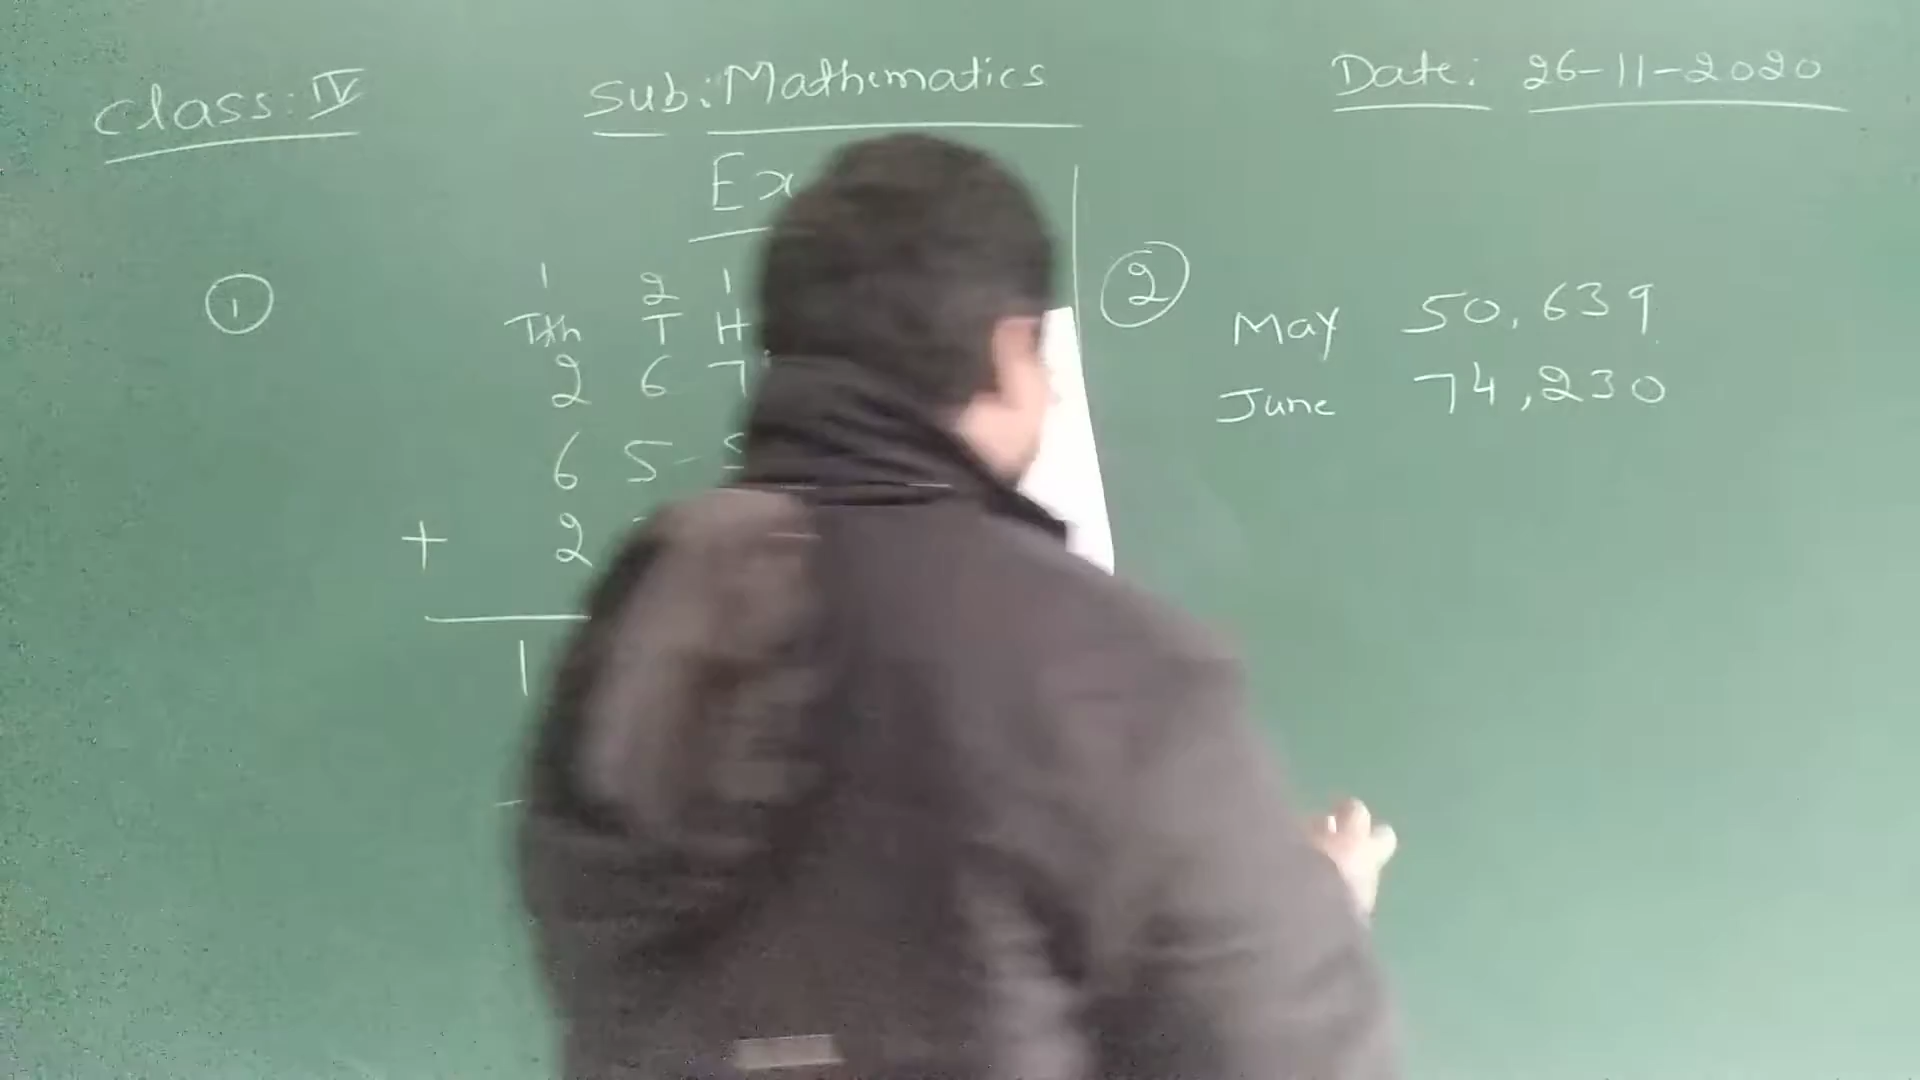 Class: IV Sub: Mathematics Date: 26-11-2020
①
1 2 1
Tth T H
2 6 7
6 5
+ 2
1
②
May 50,639
June 74,230